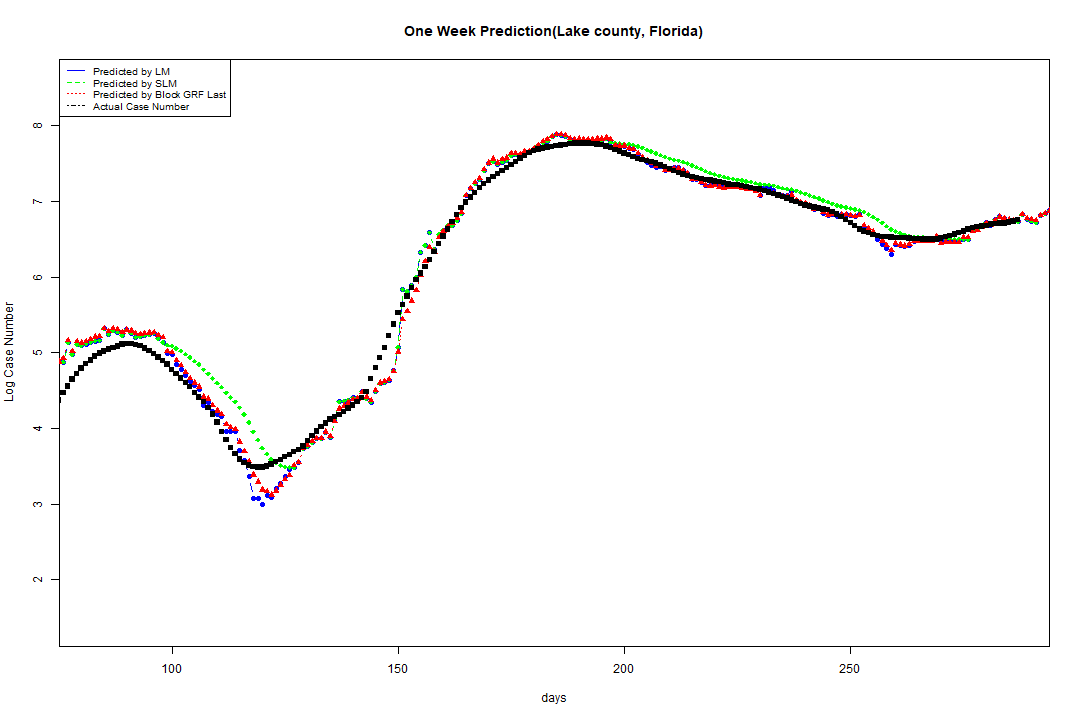 One Week Prediction(Lake county, Florida)
Predicted by LM
Predicted by SLM
Predicted by Block GRF Last
Actual Case Number
8
7
6
5
4
3
2
Log Case Number
100 150 200 250
days